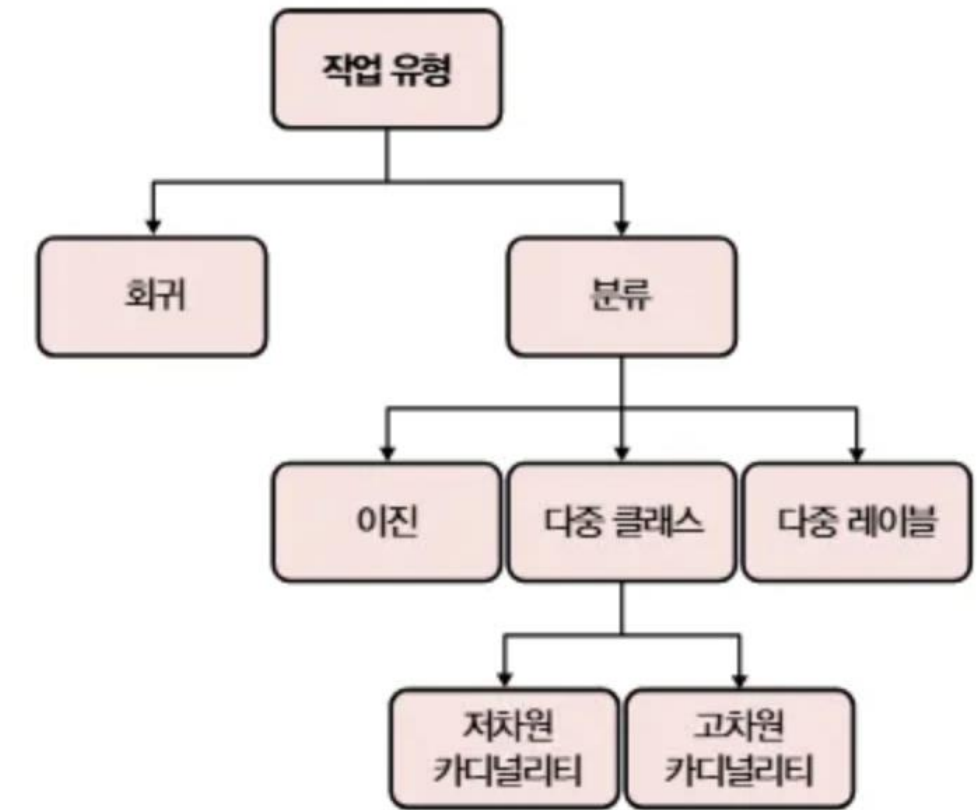 작업 유형
회귀
분류
이진
다중 클래스
다중 레이블
저차원
카디널리티
고차원
카디널리티